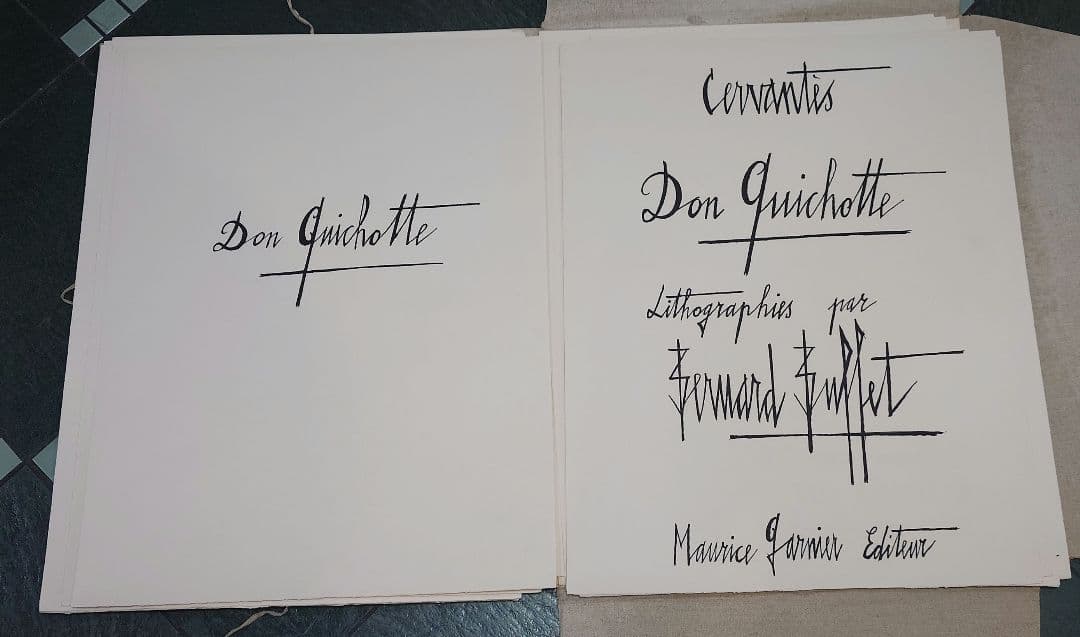 Don Quichotte
Cervantès
Don Quichotte
Lithographies par
Bernard Buffet
Maurice Garnier Editeur